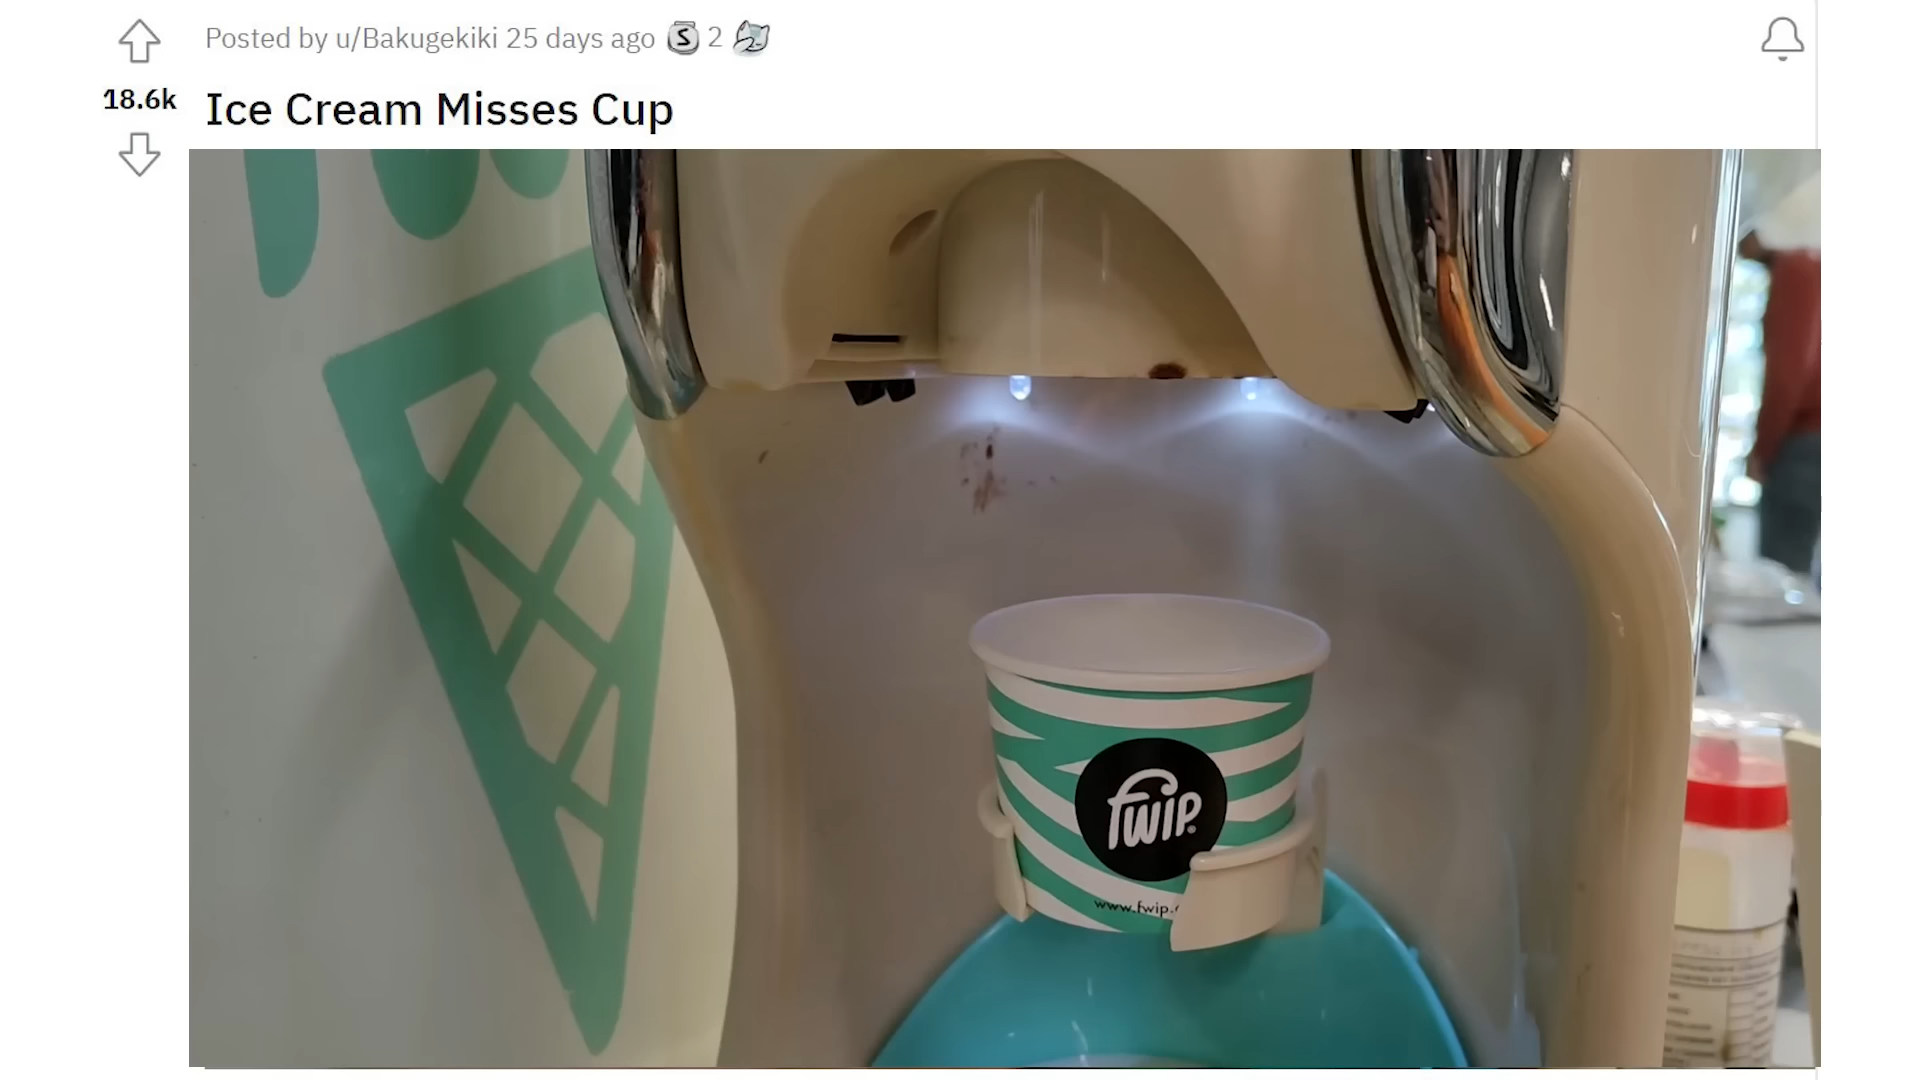 Posted by u/Bakugekiki 25 days ago S 2
18.6k
Ice Cream Misses Cup
fwip
www.fwip.